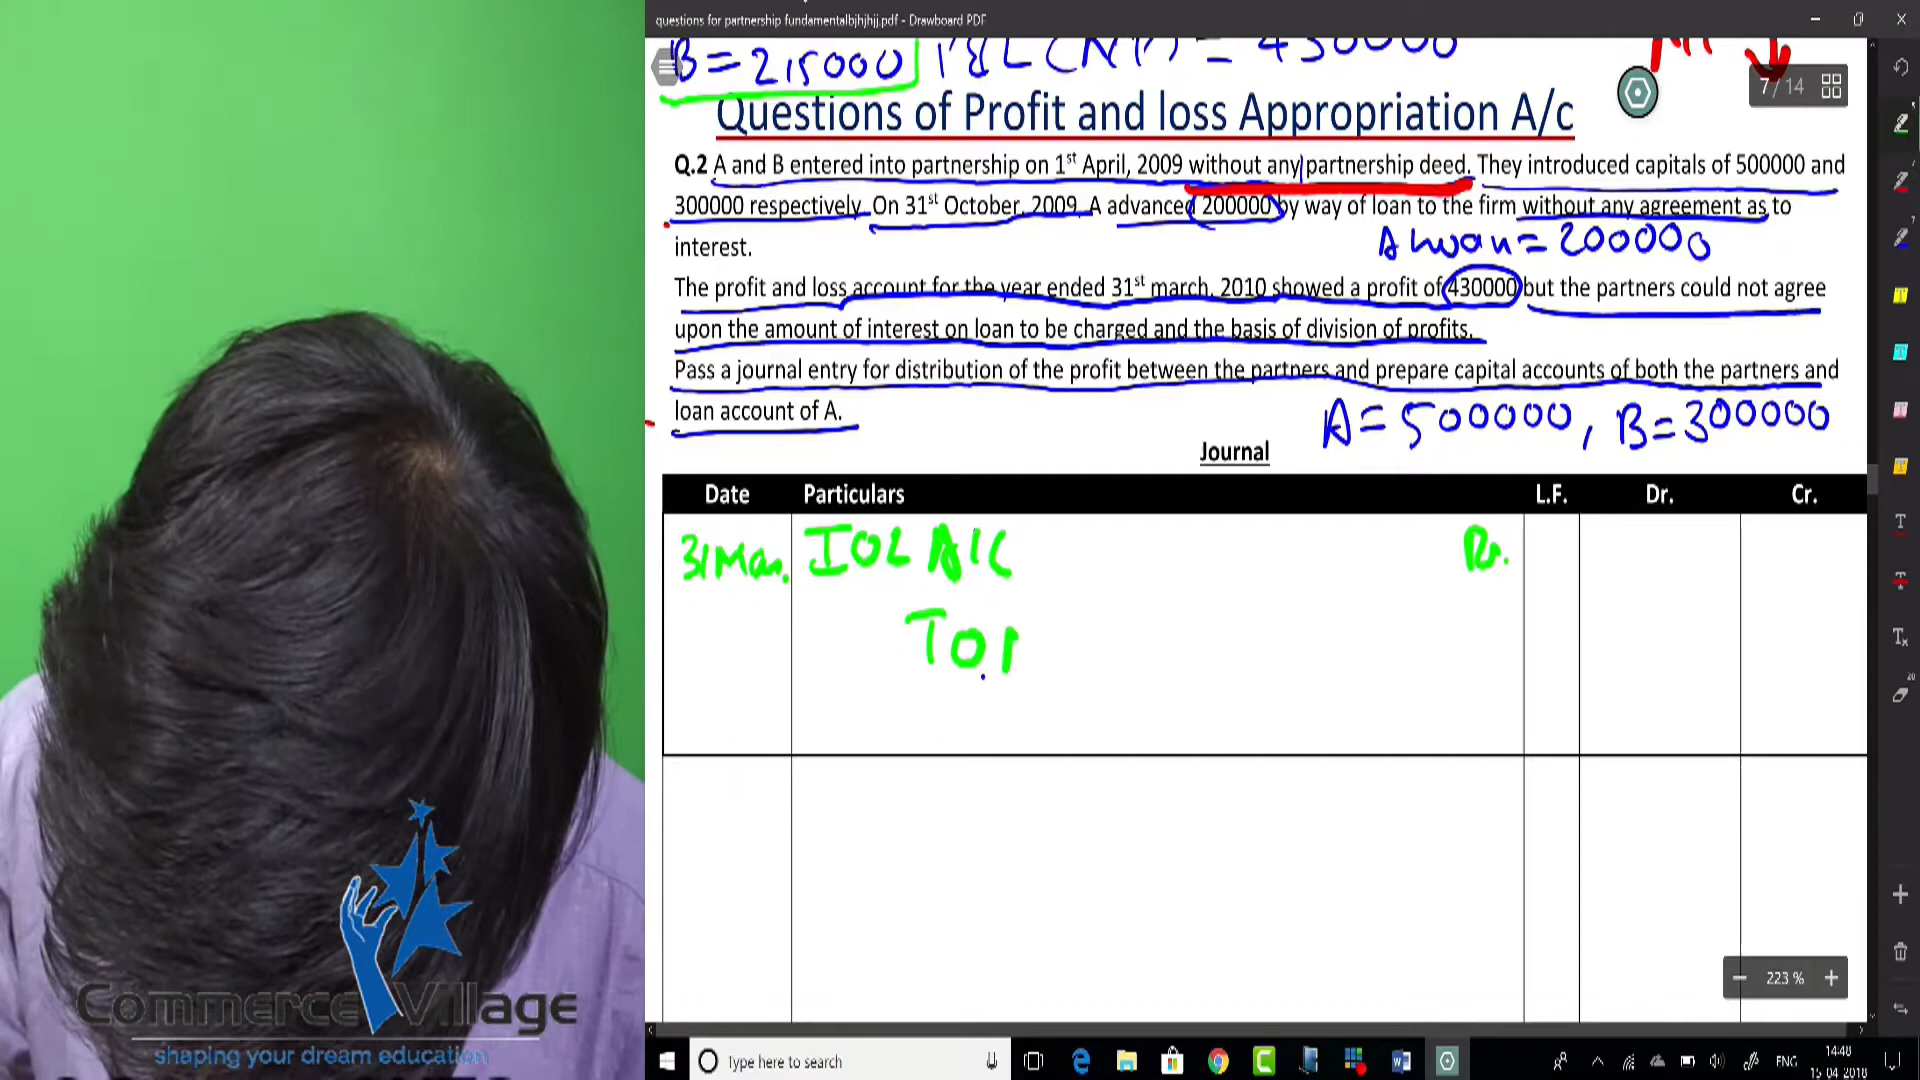 questions for partnership fundamentalbjhjhjj.pdf - Drawboard PDF
B = 215000 P&L (NP) = 430000
7 / 14
Questions of Profit and loss Appropriation A/c
Q.2 A and B entered into partnership on 1st April, 2009 without any partnership deed. They introduced capitals of 500000 and
300000 respectively. On 31st October, 2009, A advanced 200000 by way of loan to the firm without any agreement as to
interest.
A loan = 200000
The profit and loss account for the year ended 31st march, 2010 showed a profit of 430000 but the partners could not agree
upon the amount of interest on loan to be charged and the basis of division of profits.
Pass a journal entry for distribution of the profit between the partners and prepare capital accounts of both the partners and
loan account of A.
A = 500000, B = 300000
Journal
Date Particulars L.F. Dr. Cr.
31 Mar. IOL A/C Dr.
To
223 %
Commerce Village
shaping your dream education
Type here to search
ENG
14:48
15-04-2018